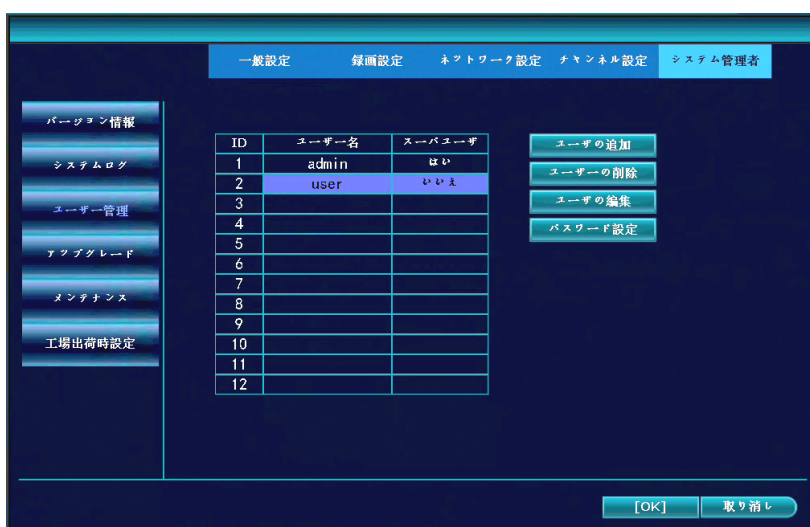 一般設定 録画設定 ネットワーク設定 チャンネル設定 システム管理者
バージョン情報
システムログ
ユーザー管理
アップグレード
メンテナンス
工場出荷時設定
ID ユーザー名 スーパユーザ
1 admin はい
2 user いいえ
3
4
5
6
7
8
9
10
11
12
ユーザの追加
ユーザーの削除
ユーザの編集
パスワード設定
[OK] 取り消し